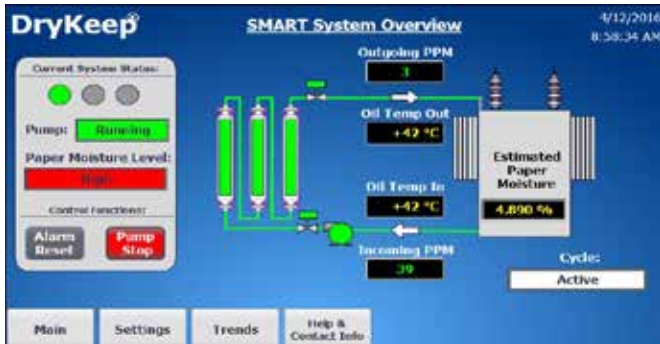 DryKeep®
SMART System Overview
4/12/2016
8:58:34 AM
Current System Status:
Pump: Running
Paper Moisture Level:
High
Control Functions:
Alarm
Reset
Pump
Stop
Outgoing PPM
3
Oil Temp Out
+42 °C
Oil Temp In
+42 °C
Incoming PPM
39
Estimated
Paper
Moisture
4.890 %
Cycle:
Active
Main
Settings
Trends
Help &
Contact Info